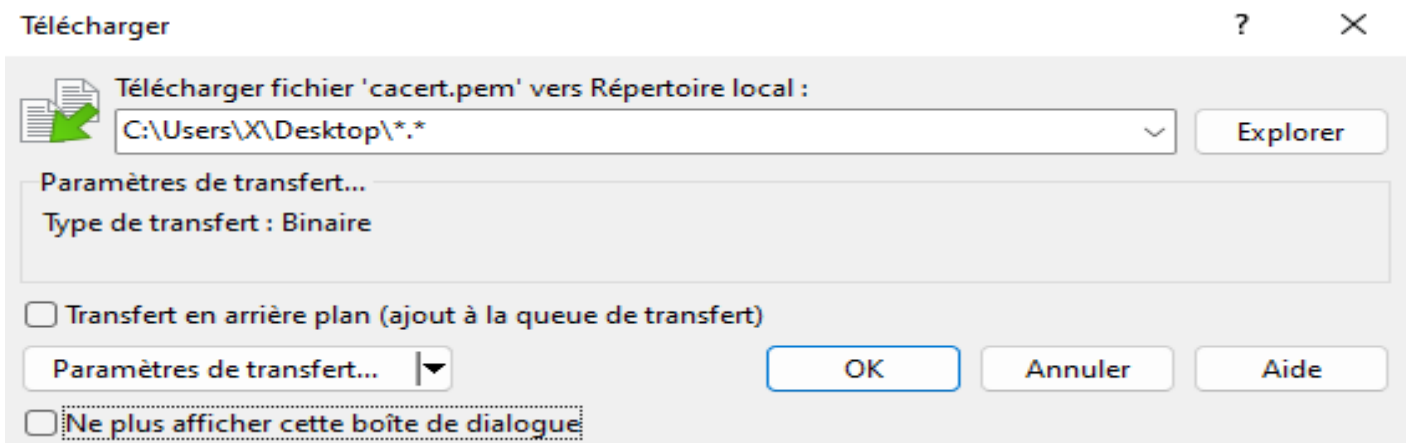 Télécharger ?
Télécharger fichier 'cacert.pem' vers Répertoire local :
C:\Users\X\Desktop\*.* Explorer
Paramètres de transfert...
Type de transfert : Binaire
Transfert en arrière plan (ajout à la queue de transfert)
Paramètres de transfert... OK Annuler Aide
Ne plus afficher cette boîte de dialogue